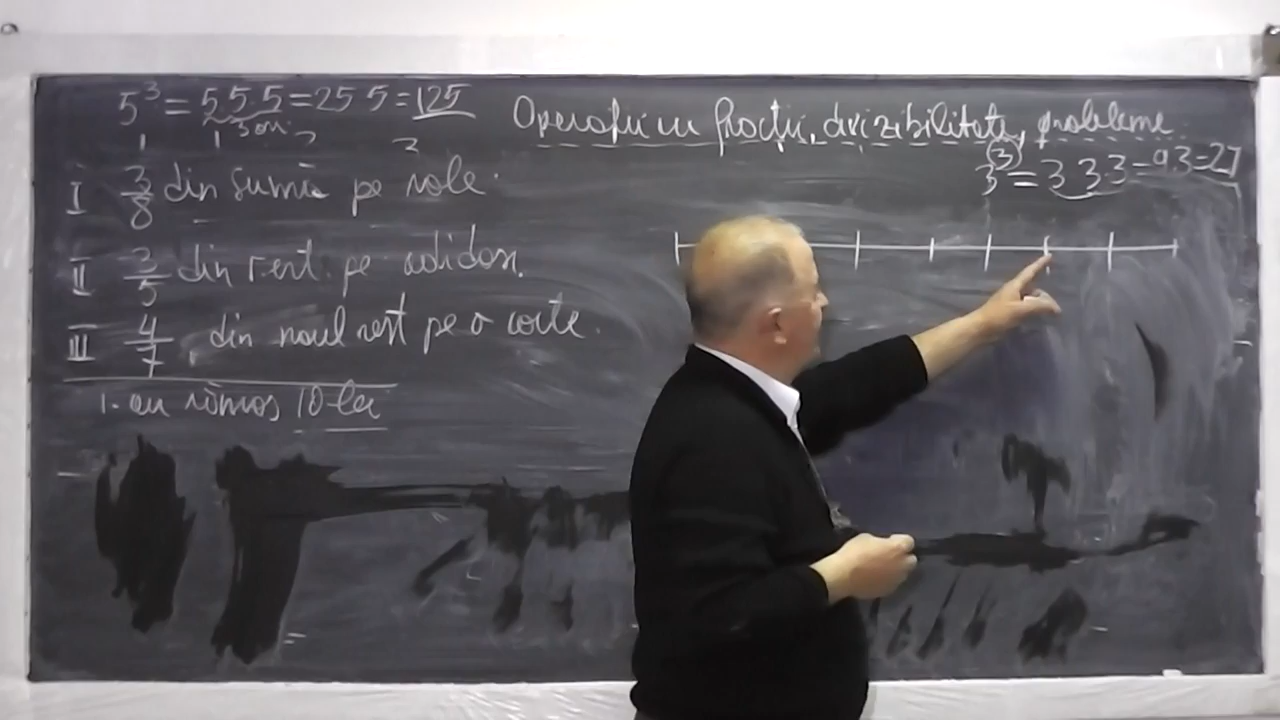 5³ = 5·5·5 = 25·5 = 125
3 ori
Operații cu fracții, divizibilitate, probleme
3³ = 3·3·3 = 9·3 = 27
I 3/8 din sumă pe role.
II 3/5 din rest pe adidași.
III 4/7 din noul rest pe o carte.
i-au rămas 10 lei